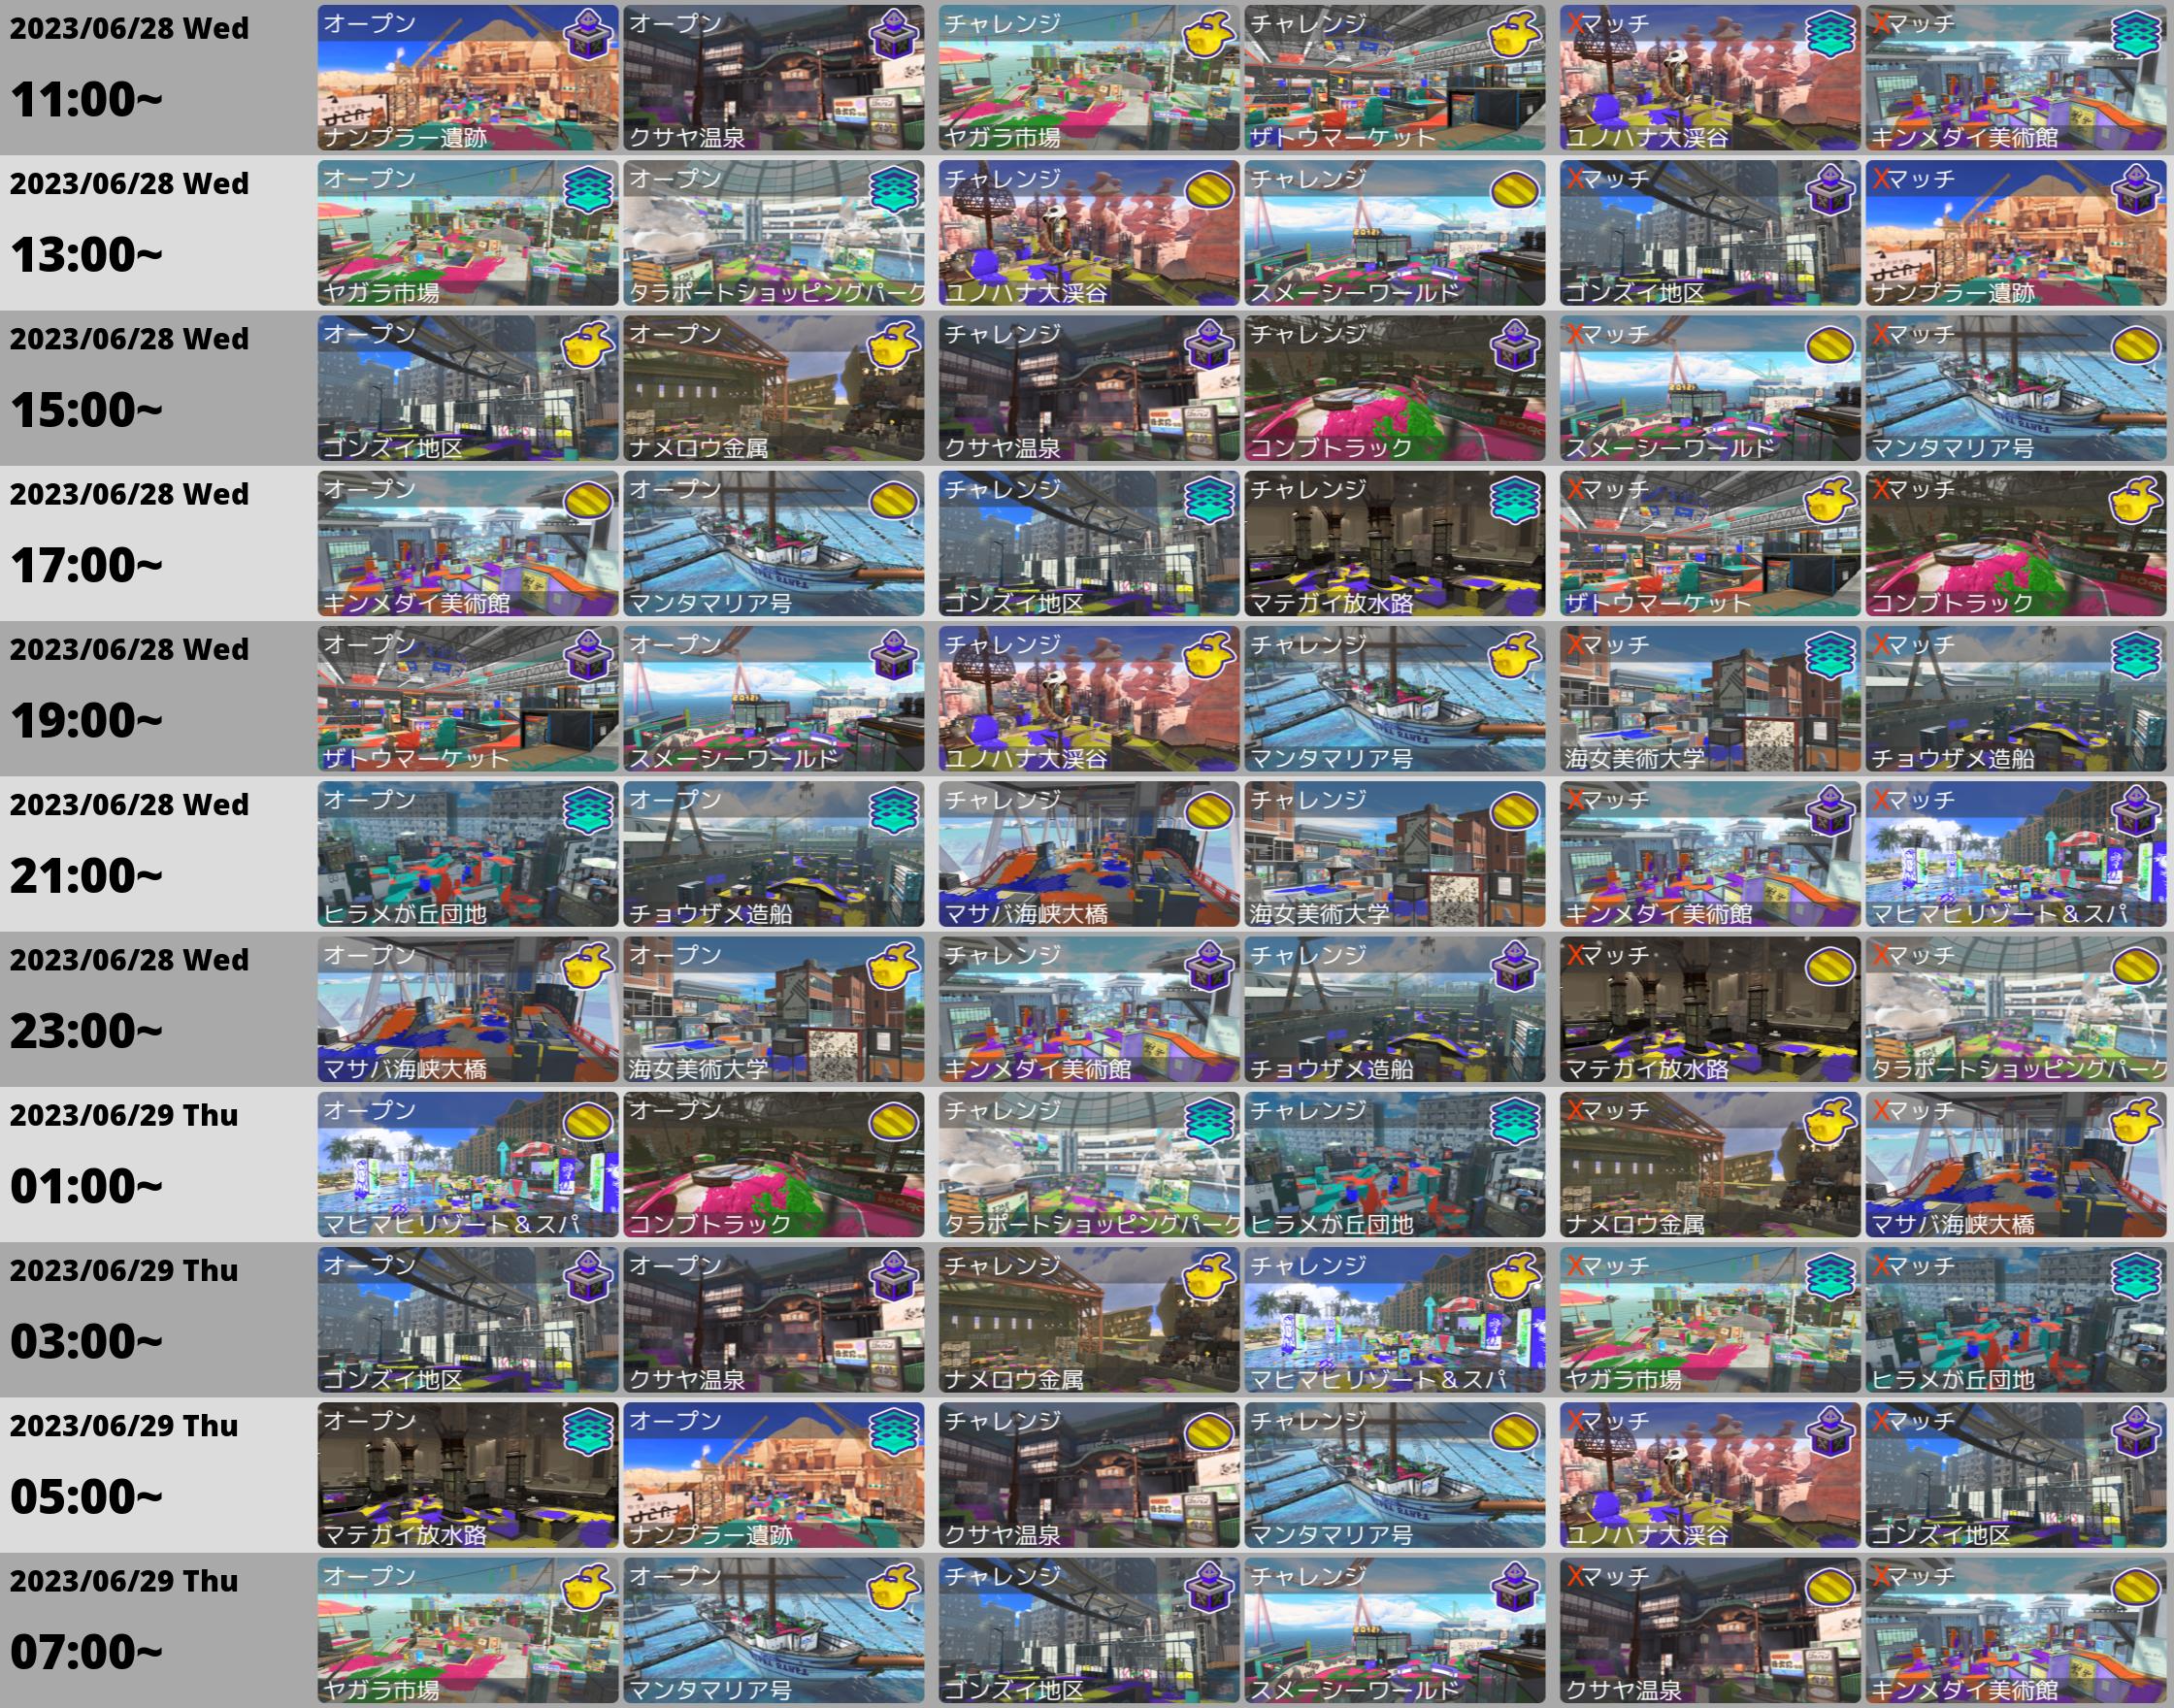 2023/06/28 Wed
11:00~
オープン オープン チャレンジ チャレンジ Xマッチ Xマッチ
ナンプラー遺跡 クサヤ温泉 ヤガラ市場 ザトウマーケット ユノハナ大渓谷 キンメダイ美術館
2023/06/28 Wed
13:00~
オープン オープン チャレンジ チャレンジ Xマッチ Xマッチ
ヤガラ市場 タラポートショッピングパーク ユノハナ大渓谷 スメーシーワールド ゴンズイ地区 ナンプラー遺跡
2023/06/28 Wed
15:00~
オープン オープン チャレンジ チャレンジ Xマッチ Xマッチ
ゴンズイ地区 ナメロウ金属 クサヤ温泉 コンブトラック スメーシーワールド マンタマリア号
2023/06/28 Wed
17:00~
オープン オープン チャレンジ チャレンジ Xマッチ Xマッチ
キンメダイ美術館 マンタマリア号 ゴンズイ地区 マテガイ放水路 ザトウマーケット コンブトラック
2023/06/28 Wed
19:00~
オープン オープン チャレンジ チャレンジ Xマッチ Xマッチ
ザトウマーケット スメーシーワールド ユノハナ大渓谷 マンタマリア号 海女美術大学 チョウザメ造船
2023/06/28 Wed
21:00~
オープン オープン チャレンジ チャレンジ Xマッチ Xマッチ
ヒラメが丘団地 チョウザメ造船 マサバ海峡大橋 海女美術大学 キンメダイ美術館 マヒマヒリゾート＆スパ
2023/06/28 Wed
23:00~
オープン オープン チャレンジ チャレンジ Xマッチ Xマッチ
マサバ海峡大橋 海女美術大学 キンメダイ美術館 チョウザメ造船 マテガイ放水路 タラポートショッピングパーク
2023/06/29 Thu
01:00~
オープン オープン チャレンジ チャレンジ Xマッチ Xマッチ
マヒマヒリゾート＆スパ コンブトラック タラポートショッピングパーク ヒラメが丘団地 ナメロウ金属 マサバ海峡大橋
2023/06/29 Thu
03:00~
オープン オープン チャレンジ チャレンジ Xマッチ Xマッチ
ゴンズイ地区 クサヤ温泉 ナメロウ金属 マヒマヒリゾート＆スパ ヤガラ市場 ヒラメが丘団地
2023/06/29 Thu
05:00~
オープン オープン チャレンジ チャレンジ Xマッチ Xマッチ
マテガイ放水路 ナンプラー遺跡 クサヤ温泉 マンタマリア号 ユノハナ大渓谷 ゴンズイ地区
2023/06/29 Thu
07:00~
オープン オープン チャレンジ チャレンジ Xマッチ Xマッチ
ヤガラ市場 マンタマリア号 ゴンズイ地区 スメーシーワールド クサヤ温泉 キンメダイ美術館